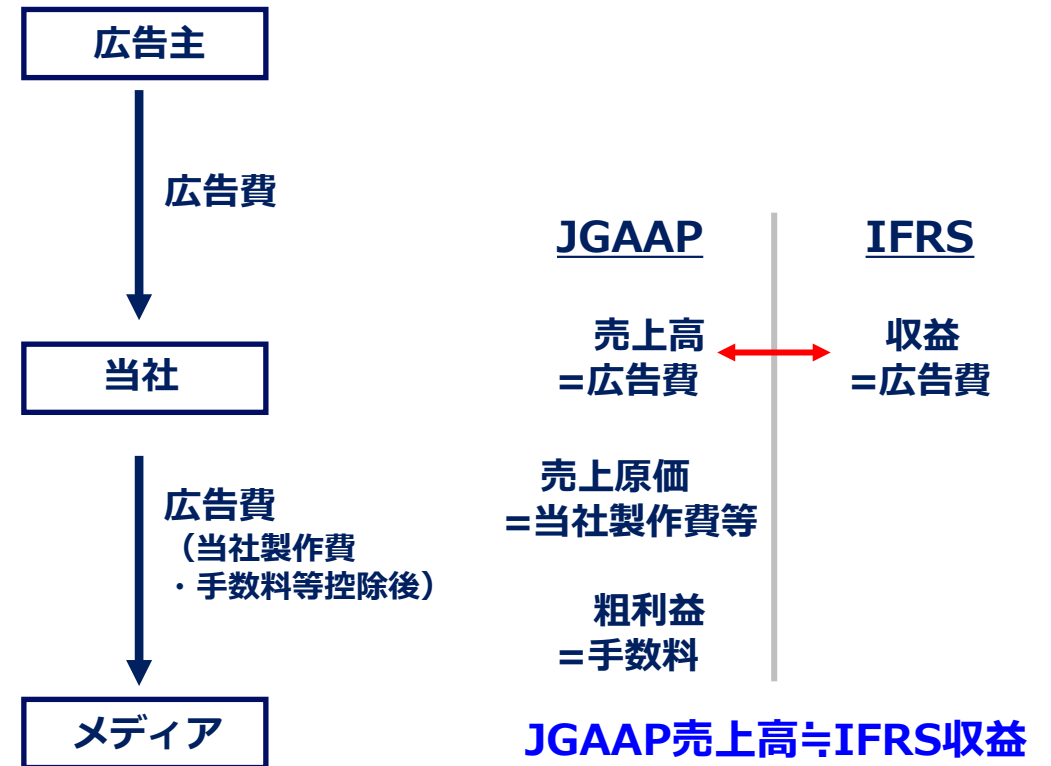 広告主
広告費
当社
広告費
（当社製作費
・手数料等控除後）
メディア
JGAAP
IFRS
売上高
=広告費
収益
=広告費
売上原価
=当社製作費等
粗利益
=手数料
JGAAP売上高≒IFRS収益